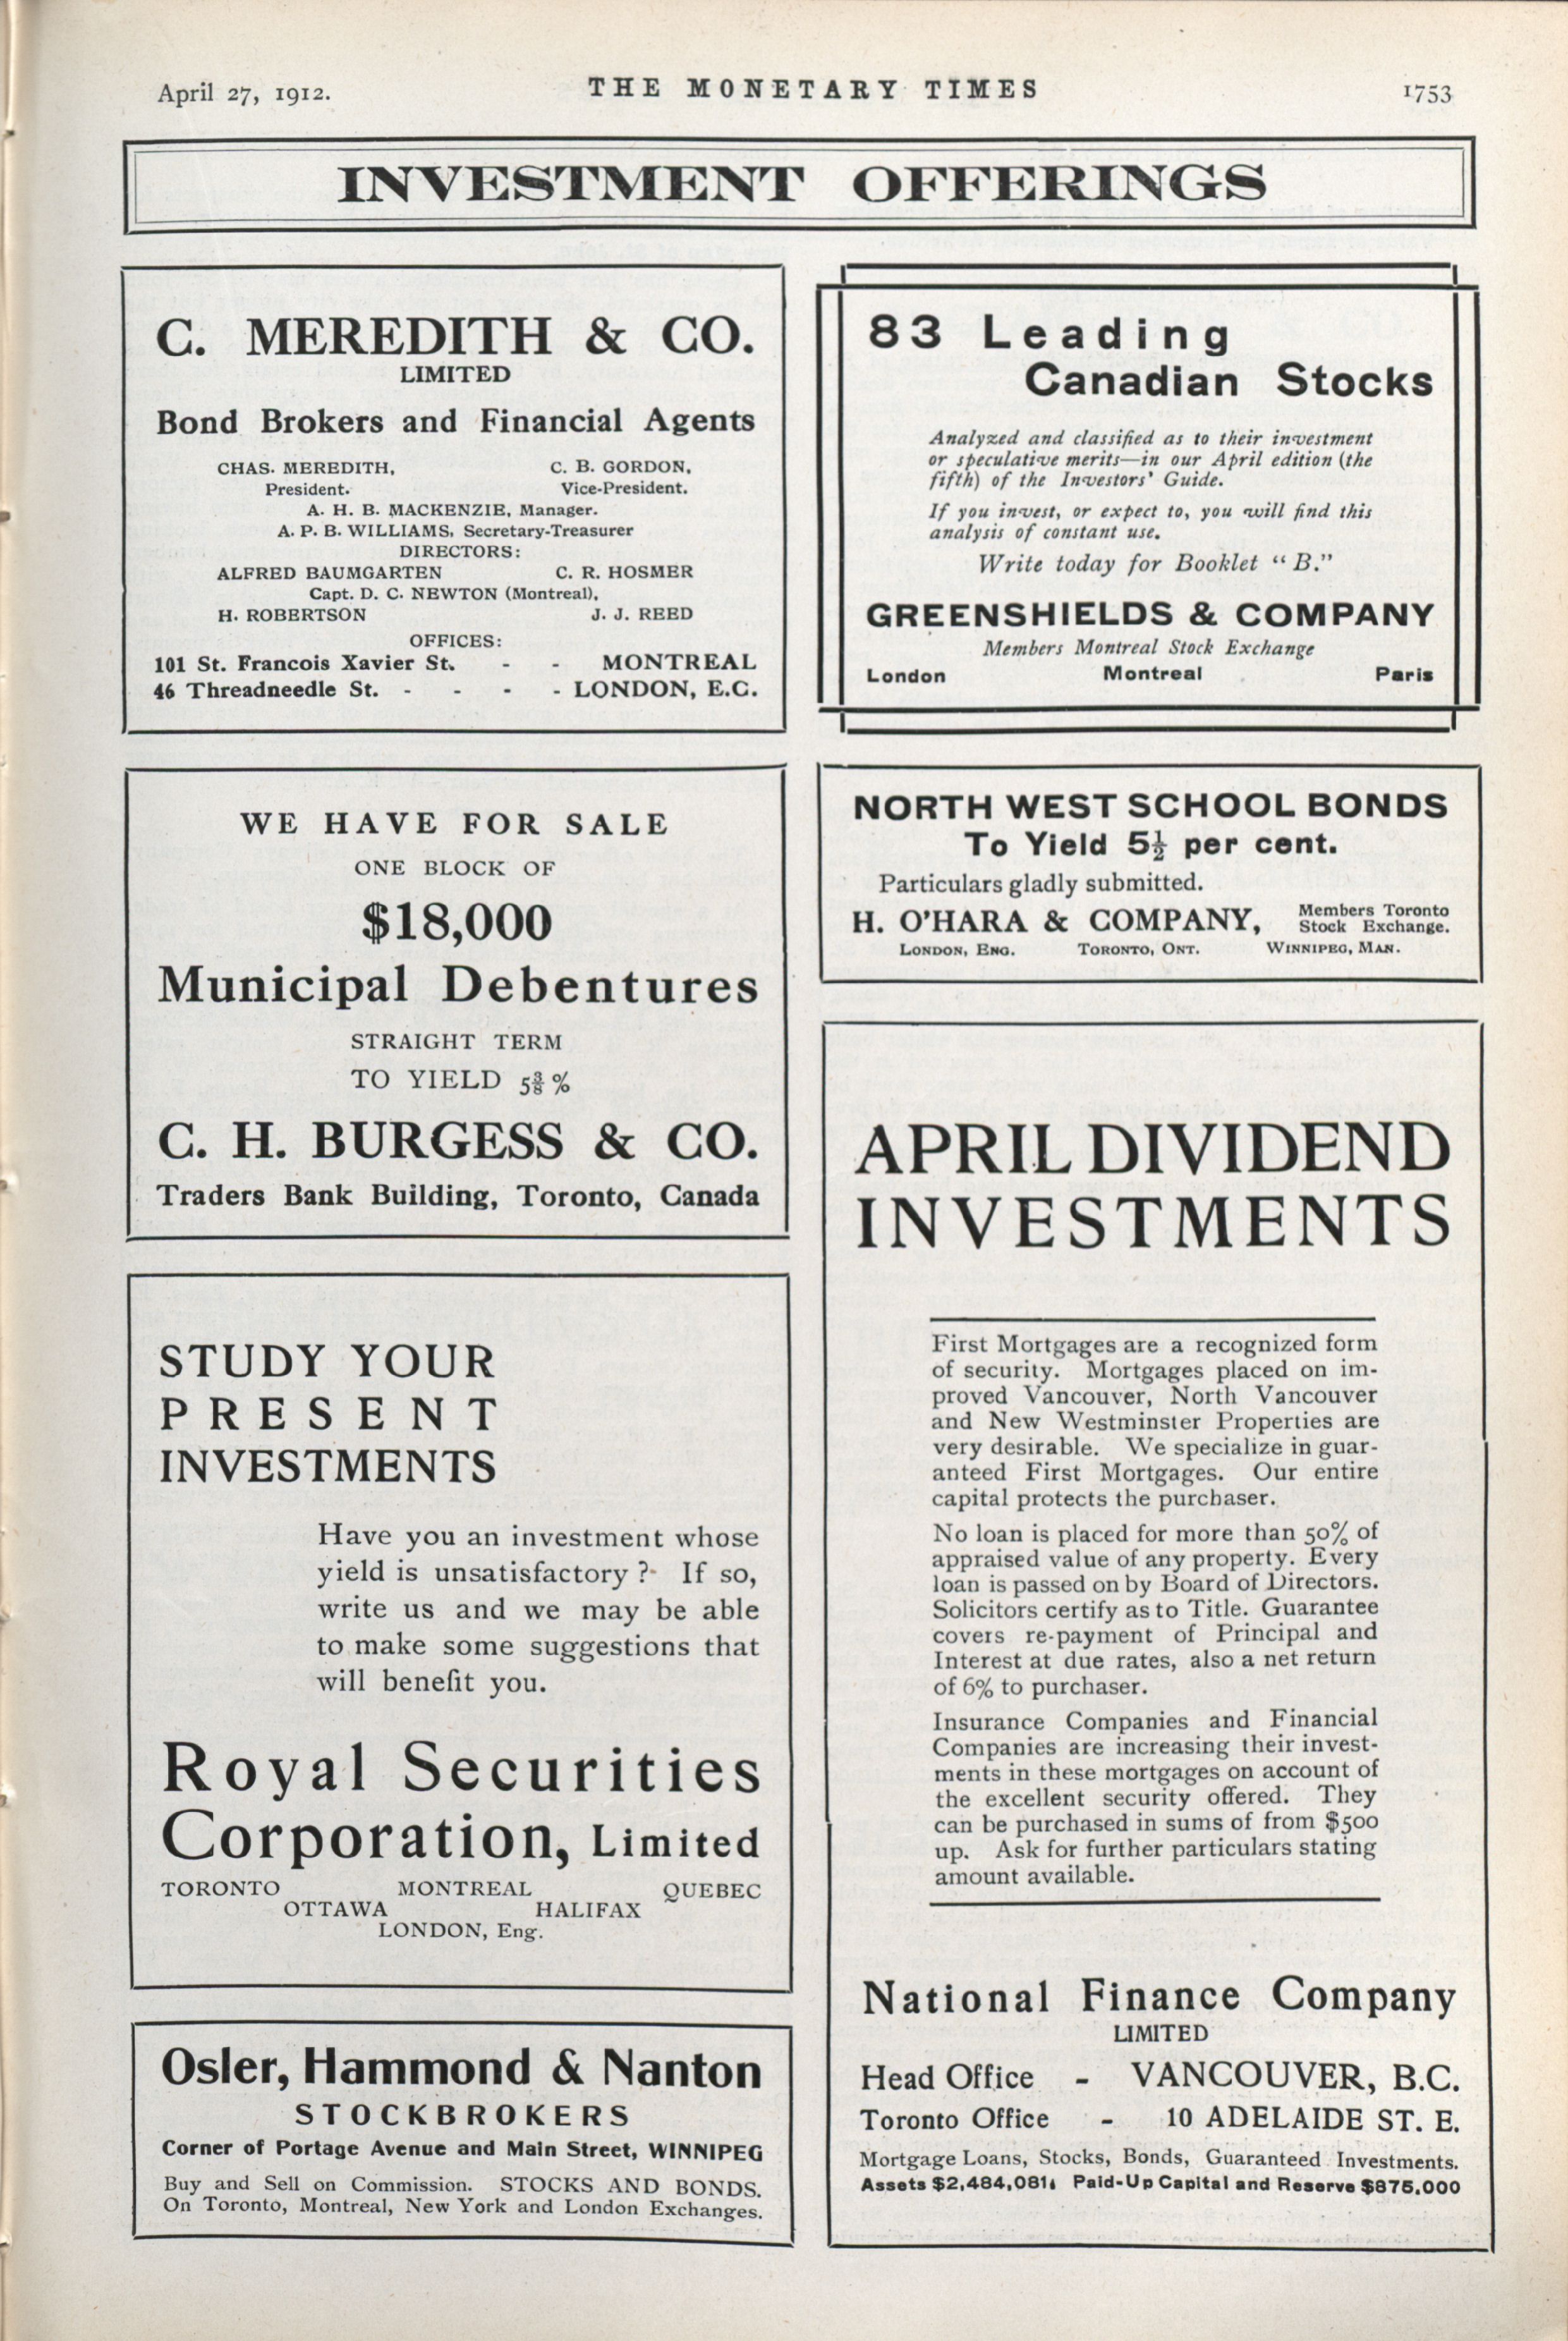 April 27, 1912.
THE MONETARY TIMES
1753
INVESTMENT OFFERINGS
C. MEREDITH & CO.
LIMITED
Bond Brokers and Financial Agents
CHAS. MEREDITH, C. B. GORDON,
President. Vice-President.
A. H. B. MACKENZIE, Manager.
A. P. B. WILLIAMS, Secretary-Treasurer
DIRECTORS:
ALFRED BAUMGARTEN C. R. HOSMER
Capt. D. C. NEWTON (Montreal),
H. ROBERTSON J. J. REED
OFFICES:
101 St. Francois Xavier St. - - MONTREAL
46 Threadneedle St. - - - - LONDON, E.C.
WE HAVE FOR SALE
ONE BLOCK OF
$18,000
Municipal Debentures
STRAIGHT TERM
TO YIELD 5⅜%
C. H. BURGESS & CO.
Traders Bank Building, Toronto, Canada
STUDY YOUR
PRESENT
INVESTMENTS
Have you an investment whose
yield is unsatisfactory? If so,
write us and we may be able
to make some suggestions that
will benefit you.
Royal Securities
Corporation, Limited
TORONTO MONTREAL QUEBEC
OTTAWA HALIFAX
LONDON, Eng.
Osler, Hammond & Nanton
STOCKBROKERS
Corner of Portage Avenue and Main Street, WINNIPEG
Buy and Sell on Commission. STOCKS AND BONDS.
On Toronto, Montreal, New York and London Exchanges.
83 Leading
Canadian Stocks
Analyzed and classified as to their investment
or speculative merits—in our April edition (the
fifth) of the Investors' Guide.
If you invest, or expect to, you will find this
analysis of constant use.
Write today for Booklet "B."
GREENSHIELDS & COMPANY
Members Montreal Stock Exchange
London Montreal Paris
NORTH WEST SCHOOL BONDS
To Yield 5½ per cent.
Particulars gladly submitted.
H. O'HARA & COMPANY, Members Toronto
Stock Exchange.
LONDON, ENG. TORONTO, ONT. WINNIPEG, MAN.
APRIL DIVIDEND
INVESTMENTS
First Mortgages are a recognized form
of security. Mortgages placed on im-
proved Vancouver, North Vancouver
and New Westminster Properties are
very desirable. We specialize in guar-
anteed First Mortgages. Our entire
capital protects the purchaser.
No loan is placed for more than 50% of
appraised value of any property. Every
loan is passed on by Board of Directors.
Solicitors certify as to Title. Guarantee
covers re-payment of Principal and
Interest at due rates, also a net return
of 6% to purchaser.
Insurance Companies and Financial
Companies are increasing their invest-
ments in these mortgages on account of
the excellent security offered. They
can be purchased in sums of from $500
up. Ask for further particulars stating
amount available.
National Finance Company
LIMITED
Head Office - VANCOUVER, B.C.
Toronto Office - 10 ADELAIDE ST. E.
Mortgage Loans, Stocks, Bonds, Guaranteed Investments.
Assets $2,484,081; Paid-Up Capital and Reserve $875,000